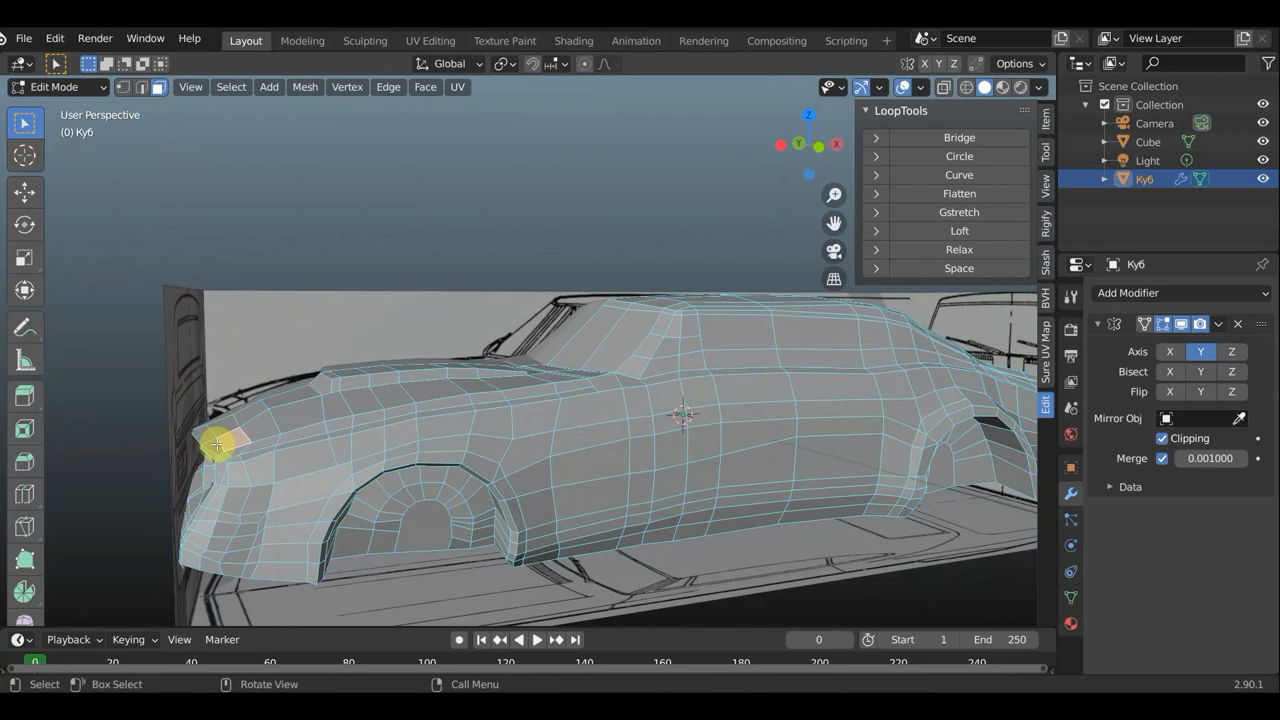 File Edit Render Window Help Layout Modeling Sculpting UV Editing Texture Paint Shading Animation Rendering Compositing Scripting + Scene View Layer
Global X Y Z Options
Edit Mode View Select Add Mesh Vertex Edge Face UV
User Perspective
(0) Куб
Z
Y
X
LoopTools
Bridge
Circle
Curve
Flatten
Gstretch
Loft
Relax
Space
Item
Tool
View
Rigify
Slash
BVH
Sure UV Map
Edit
Scene Collection
Collection
Camera
Cube
Light
Куб
Куб
Add Modifier
Axis X Y Z
Bisect X Y Z
Flip X Y Z
Mirror Obj
Clipping
Merge 0.001000
Data
Playback Keying View Marker 0 Start 1 End 250
0 20 40 60 80 100 120 140 160 180 200 220 240
Select Box Select Rotate View Call Menu 2.90.1